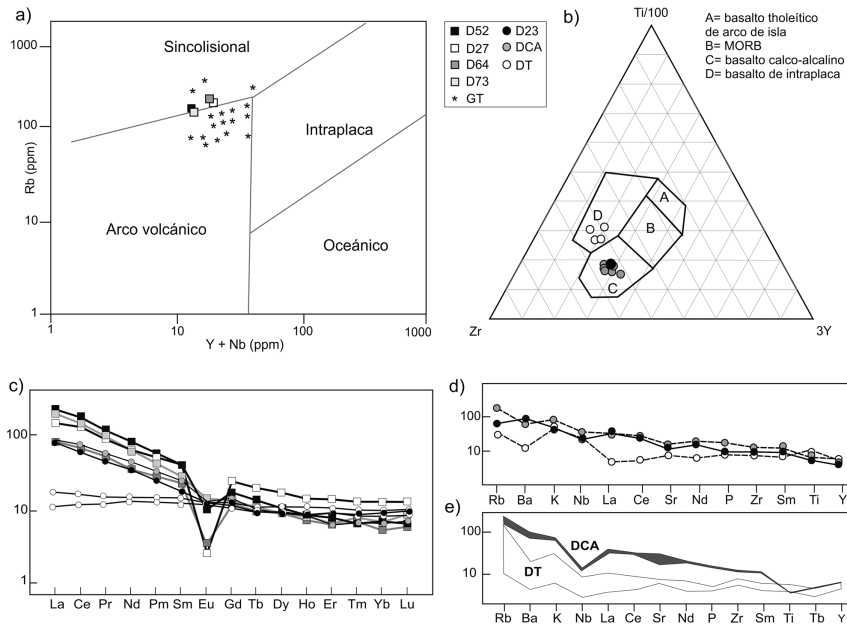 a)
1000
100
10
1
Rb (ppm)
Sincolisional
Intraplaca
Arco volcánico
Oceánico
1 10 100 1000
Y + Nb (ppm)
D52 D23
D27 DCA
D64 DT
D73
* GT
b)
Ti/100
A= basalto tholeítico
de arco de isla
B= MORB
C= basalto calco-alcalino
D= basalto de intraplaca
A
D
B
C
Zr 3Y
c)
100
10
1
La Ce Pr Nd Pm Sm Eu Gd Tb Dy Ho Er Tm Yb Lu
d)
100
10
Rb Ba K Nb La Ce Sr Nd P Zr Sm Ti Y
e)
100
10
DCA
DT
Rb Ba K Nb La Ce Sr Nd P Zr Sm Ti Tb Y